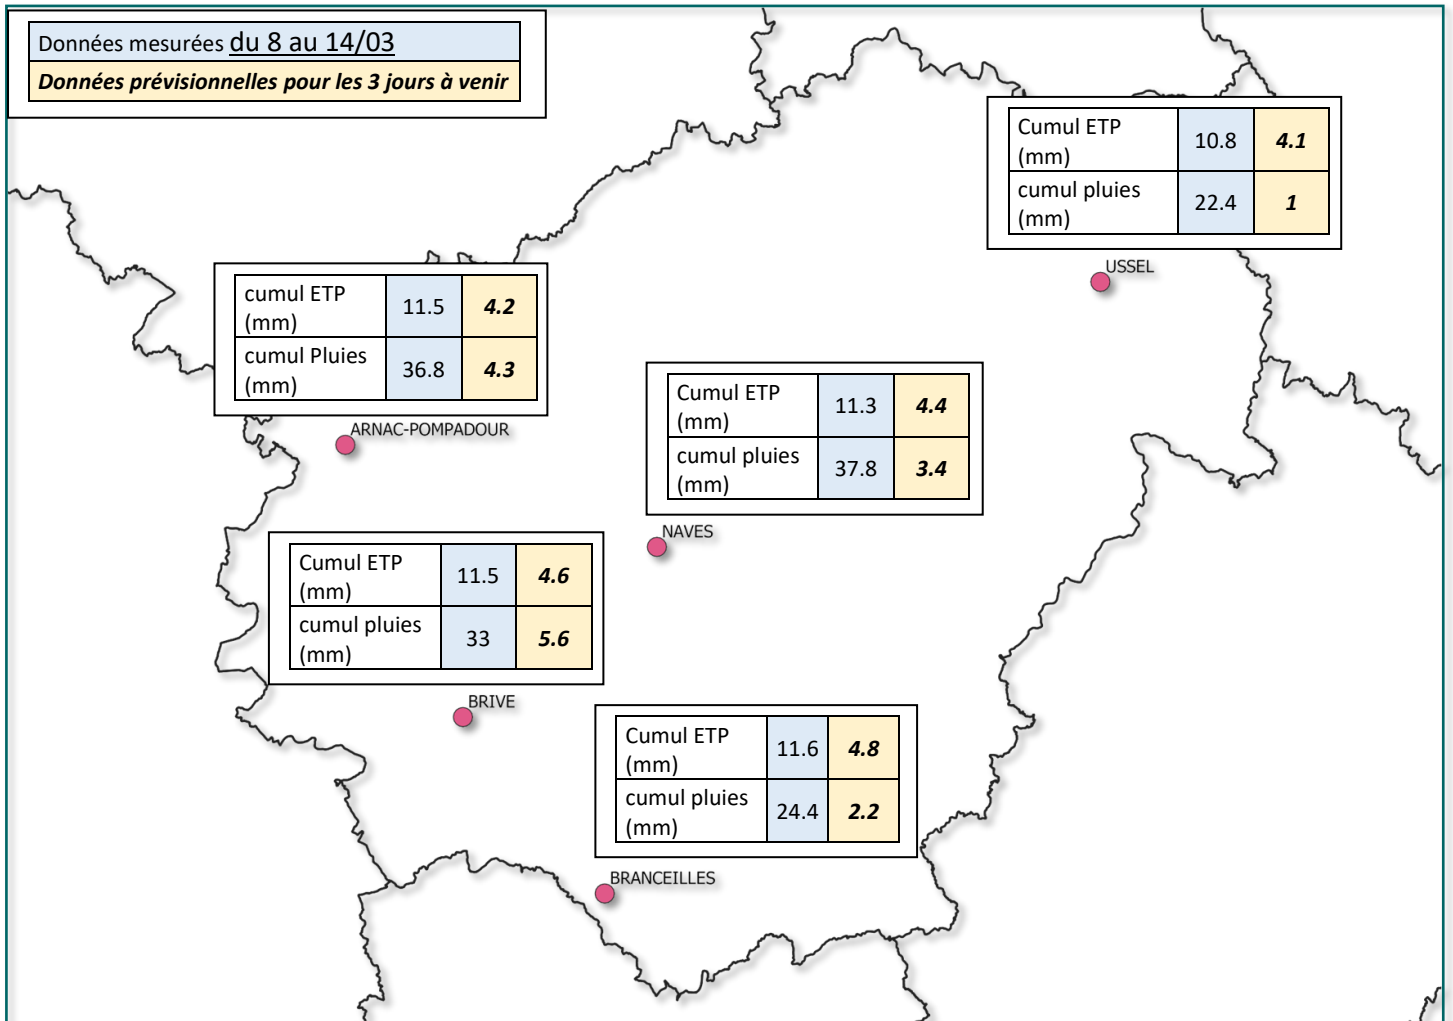 Données mesurées du 8 au 14/03
Données prévisionnelles pour les 3 jours à venir
Cumul ETP
(mm)
10.8
4.1
cumul pluies
(mm)
22.4
1
USSEL
cumul ETP
(mm)
11.5
4.2
cumul Pluies
(mm)
36.8
4.3
ARNAC-POMPADOUR
Cumul ETP
(mm)
11.3
4.4
cumul pluies
(mm)
37.8
3.4
NAVES
Cumul ETP
(mm)
11.5
4.6
cumul pluies
(mm)
33
5.6
BRIVE
Cumul ETP
(mm)
11.6
4.8
cumul pluies
(mm)
24.4
2.2
BRANCEILLES